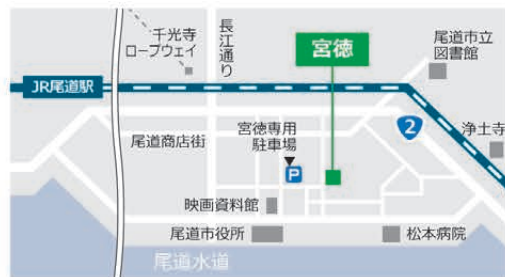 千光寺
ロープウェイ
長江通り
宮徳
尾道市立
図書館
JR尾道駅
尾道商店街
宮徳専用
駐車場
P
2
浄土寺
映画資料館
尾道市役所
松本病院
尾道水道